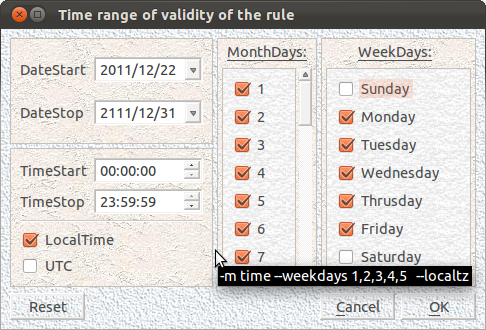 Time range of validity of the rule
DateStart 2011/12/22
DateStop 2111/12/31
TimeStart 00:00:00
TimeStop 23:59:59
LocalTime
UTC
MonthDays:
1
2
3
4
5
6
7
WeekDays:
Sunday
Monday
Tuesday
Wednesday
Thrusday
Friday
Saturday
-m time --weekdays 1,2,3,4,5 --localtz
Reset
Cancel
OK